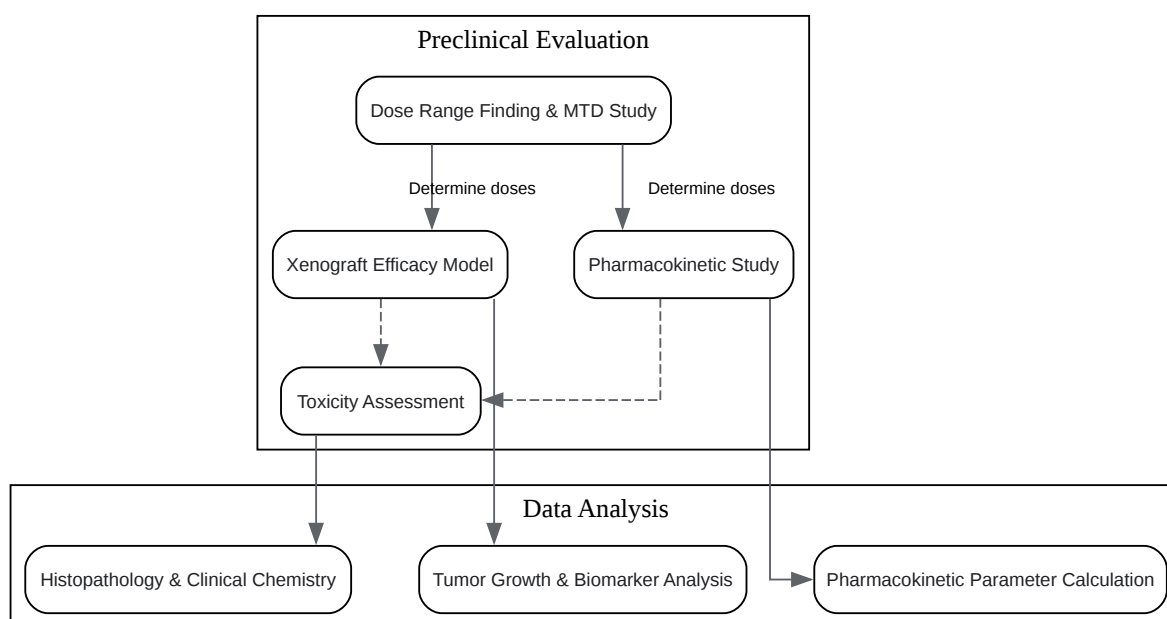 Preclinical Evaluation
Dose Range Finding & MTD Study
Determine doses
Determine doses
Xenograft Efficacy Model
Pharmacokinetic Study
Toxicity Assessment
Data Analysis
Histopathology & Clinical Chemistry
Tumor Growth & Biomarker Analysis
Pharmacokinetic Parameter Calculation